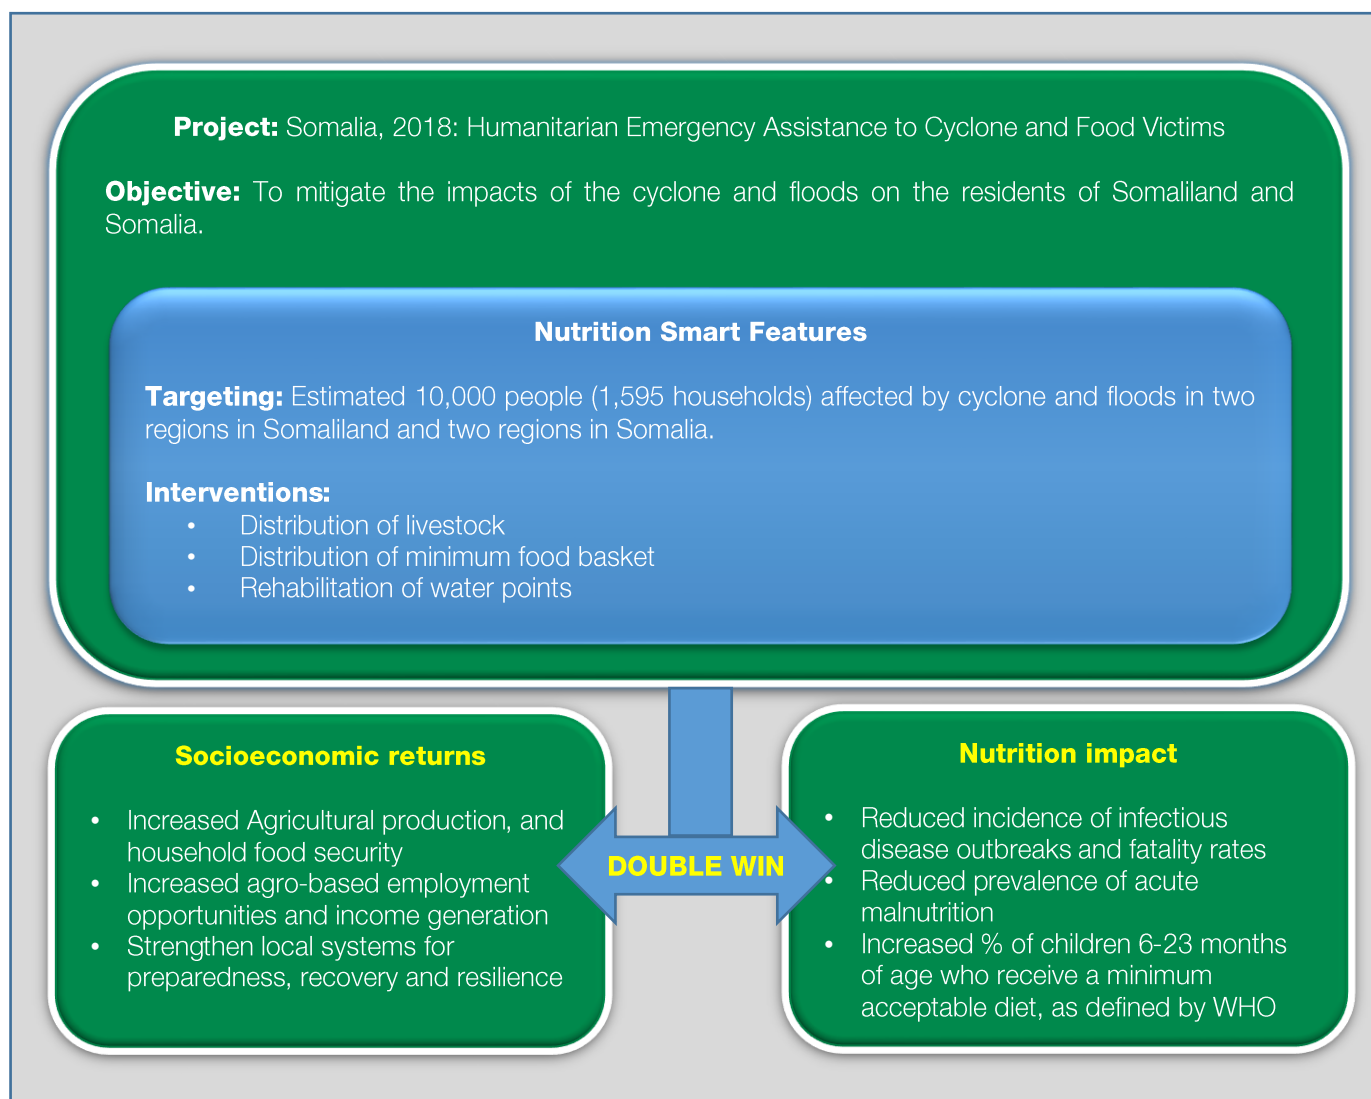 Project: Somalia, 2018: Humanitarian Emergency Assistance to Cyclone and Food Victims
Objective: To mitigate the impacts of the cyclone and floods on the residents of Somaliland and
Somalia.
Nutrition Smart Features
Targeting: Estimated 10,000 people (1,595 households) affected by cyclone and floods in two
regions in Somaliland and two regions in Somalia.
Interventions:
• Distribution of livestock
• Distribution of minimum food basket
• Rehabilitation of water points
Socioeconomic returns
• Increased Agricultural production, and
household food security
• Increased agro-based employment
opportunities and income generation
• Strengthen local systems for
preparedness, recovery and resilience
DOUBLE WIN
Nutrition impact
• Reduced incidence of infectious
disease outbreaks and fatality rates
• Reduced prevalence of acute
malnutrition
• Increased % of children 6-23 months
of age who receive a minimum
acceptable diet, as defined by WHO